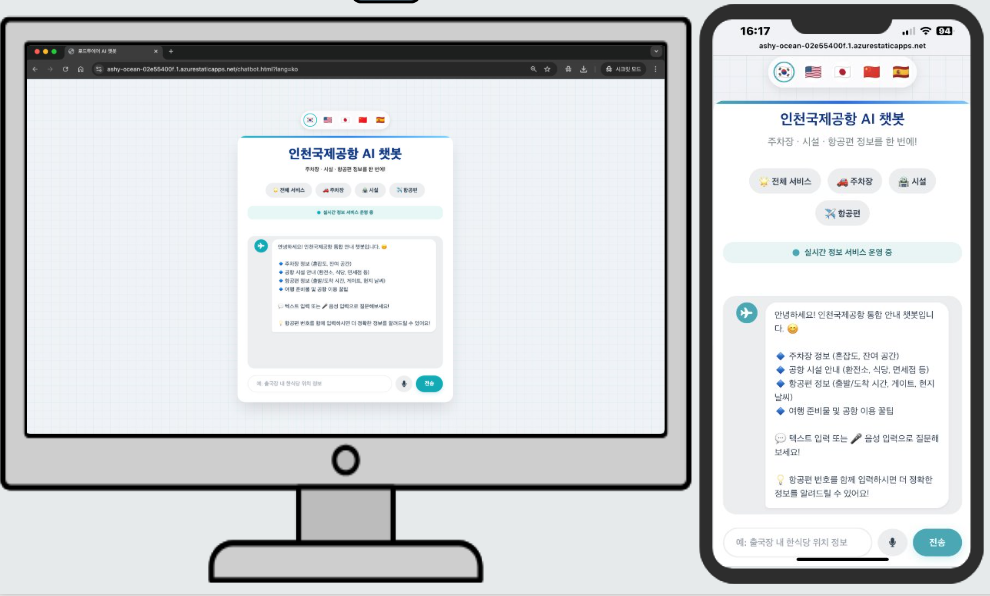 로드쀼이어 AI 챗봇
ashy-ocean-02e55400f.1.azurestaticapps.net/chatbot.html?lang=ko
시크릿 모드
인천국제공항 AI 챗봇
주차장 · 시설 · 항공편 정보를 한 번에!
전체 서비스 주차장 시설 항공편
실시간 정보 서비스 운영 중
안녕하세요! 인천국제공항 통합 안내 챗봇입니다. 😊
🔹 주차장 정보 (혼잡도, 잔여 공간)
🔹 공항 시설 안내 (환전소, 식당, 면세점 등)
🔹 항공편 정보 (출발/도착 시간, 게이트, 현지 날씨)
🔹 여행 준비물 및 공항 이용 꿀팁
💬 텍스트 입력 또는 🎤 음성 입력으로 질문해보세요!
💡 항공편 번호를 함께 입력하시면 더 정확한 정보를 알려드릴 수 있어요!
예: 출국장 내 한식당 위치 정보
전송
16:17
94
ashy-ocean-02e55400f.1.azurestaticapps.net
인천국제공항 AI 챗봇
주차장 · 시설 · 항공편 정보를 한 번에!
전체 서비스 주차장 시설
항공편
실시간 정보 서비스 운영 중
안녕하세요! 인천국제공항 통합 안내 챗봇입니
다. 😊
🔹 주차장 정보 (혼잡도, 잔여 공간)
🔹 공항 시설 안내 (환전소, 식당, 면세점 등)
🔹 항공편 정보 (출발/도착 시간, 게이트, 현지
날씨)
🔹 여행 준비물 및 공항 이용 꿀팁
💬 텍스트 입력 또는 🎤 음성 입력으로 질문해
보세요!
💡 항공편 번호를 함께 입력하시면 더 정확한
정보를 알려드릴 수 있어요!
예: 출국장 내 한식당 위치 정보
전송